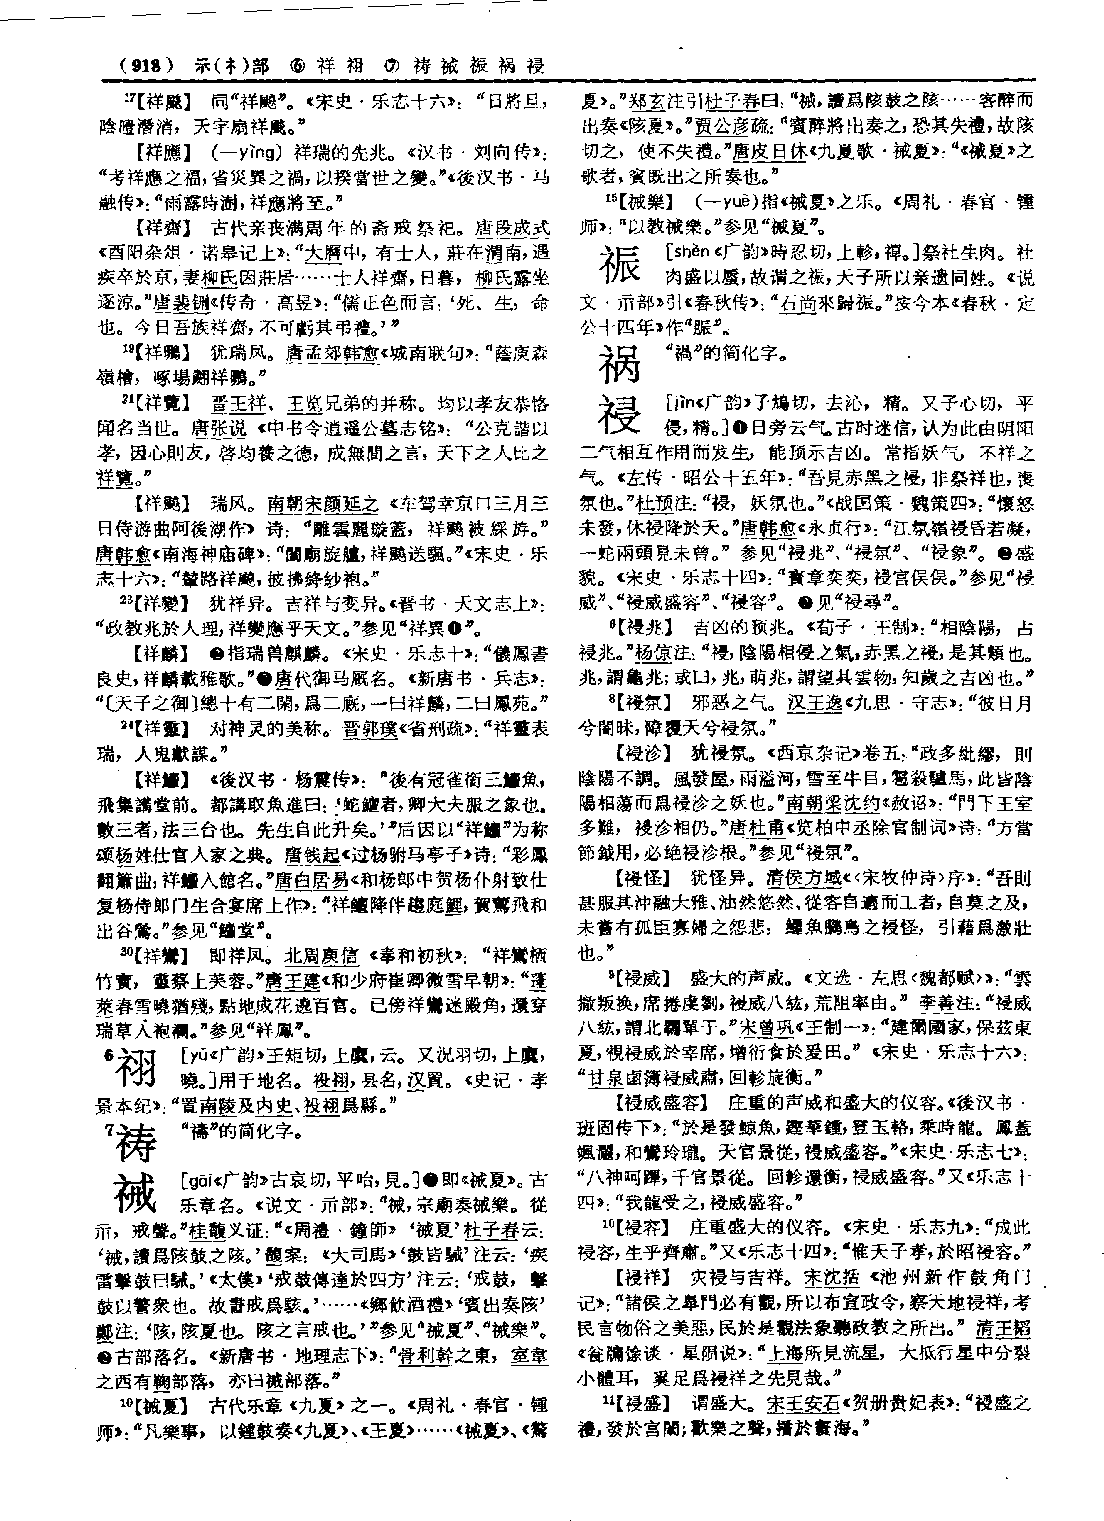 (918) 示(礻)部 ⑥ 祥 祤 ⑦ 祷 祴 祳 祸 祲
17【祥飈】 同“祥飑”。《宋史·乐志十六》：“日將旦，
陰曀潛消，天宇扇祥飈。”
【祥應】 (—yìng) 祥瑞的先兆。《汉书·刘向传》：
“考祥應之福，省災異之禍，以揆當世之變。”《後汉书·马
融传》：“雨露時澍，祥應將至。”
【祥齋】 古代亲丧满周年的斋戒祭祀。唐段成式
《酉阳杂俎·诺皋记上》：“大曆中，有士人，莊在渭南，遇
疾卒於京，妻柳氏因莊居……士人祥齋，日暮，柳氏露坐
逐涼。”唐裴铏《传奇·高昱》：“儒正色而言：‘死、生，命
也。今日吾族祥齋，不可虧其弔禮。’”
19【祥鶠】 犹瑞凤。唐孟郊韩愈《城南联句》：“蔭庾森
嶺檜，啄場翽祥鶠。”
21【祥覽】 晋王祥、王览兄弟的并称。均以孝友恭恪
闻名当世。唐张说《中书令逍遥公墓志铭》：“公克諧以
孝，因心則友，啓均養之德，成無間之言，天下之人比之
祥覽。”
【祥飇】 瑞风。南朝宋颜延之《车驾幸京口三月三
日侍游曲阿後湖作》诗：“雕雲麗琁蓋，祥飇被綵斿。”
唐韩愈《南海神庙碑》：“闔廟旋艫，祥飇送颿。”《宋史·乐
志十六》：“輦路祥飇，披拂絳紗袍。”
23【祥變】 犹祥异。吉祥与变异。《晋书·天文志上》：
“政教兆於人理，祥變應乎天文。”参见“祥異❶”。
【祥麟】 ❶指瑞兽麒麟。《宋史·乐志十》：“儀鳳書
良史，祥麟載雅歌。”❷唐代御马厩名。《新唐书·兵志》：
“〔天子之御〕總十有二閑，爲二廄，一曰祥麟，二曰鳳苑。”
24【祥靈】 对神灵的美称。晋郭璞《省刑疏》：“祥靈表
瑞，人鬼獻謀。”
【祥鱣】 《後汉书·杨震传》：“後有冠雀銜三鱣魚，
飛集講堂前。都講取魚進曰：‘蛇鱣者，卿大夫服之象也。
數三者，法三台也。先生自此升矣。’”后因以“祥鱣”为称
颂杨姓仕官人家之典。唐钱起《过杨驸马亭子》诗：“彩鳳
翻簫曲，祥鱣入館名。”唐白居易《和杨郎中贺杨仆射致仕
复杨侍郎门生合宴席上作》：“祥鱣降伴趨庭鯉，賀鷰飛和
出谷鶯。”参见“鱣堂”。
30【祥鸞】 即祥凤。北周庾信《奉和初秋》：“祥鸞栖
竹實，靈蔡上芙蓉。”唐王建《和少府崔卿微雪早朝》：“蓬
萊春雪曉猶殘，點地成花遶百官。已傍祥鸞迷殿角，還穿
瑞草入袍襴。”参见“祥鳳”。
6祤 [yǔ《广韵》王矩切，上麌，云。又况羽切，上麌，
曉。]用于地名。祋祤，县名，汉置。《史记·孝
景本纪》：“置南陵及内史、祋祤爲縣。”
7祷 “禱”的简化字。
祴 [gāi《广韵》古哀切，平咍，見。]❶即《祴夏》。古
乐章名。《说文·示部》：“祴，宗廟奏祴樂。從
示，戒聲。”桂馥义证：“《周禮·鐘師》‘祴夏’杜子春云：
‘祴，讀爲陔鼓之陔。’馥案：《大司馬》‘鼓皆駴’注云：‘疾
雷擊鼓曰駴。’《太僕》‘戒鼓傳達於四方’注云：‘戒鼓，擊
鼓以警衆也。故書戒爲駭。’……《鄉飲酒禮》‘賓出奏陔’
鄭注：‘陔，陔夏也。陔之言戒也。’”参见“祴夏”、“祴樂”。
❷古部落名。《新唐书·地理志下》：“骨利幹之東，室韋
之西有鞠部落，亦曰祴部落。”
10【祴夏】 古代乐章《九夏》之一。《周礼·春官·锺
师》：“凡樂事，以鍾鼓奏《九夏》、《王夏》……《祴夏》、《驁
夏》。”郑玄注引杜子春曰：“祴，讀爲陔鼓之陔……客醉而
出奏《陔夏》。”贾公彦疏：“賓醉將出奏之，恐其失禮，故陔
切之，使不失禮。”唐皮日休《九夏歌·祴夏》：“《祴夏》之
歌者，賓既出之所奏也。”
15【祴樂】 (—yuè)指《祴夏》之乐。《周礼·春官·锺
师》：“以教祴樂。”参见“祴夏”。
祳 [shèn《广韵》時忍切，上軫，禪。]祭社生肉。社
肉盛以蜃，故谓之祳，天子所以亲遗同姓。《说
文·示部》引《春秋传》：“石尚來歸祳。”按今本《春秋·定
公十四年》作“脤”。
祸 “禍”的简化字。
祲 [jìn《广韵》子鴆切，去沁，精。又子心切，平
侵，精。]❶日旁云气。古时迷信，认为此由阴阳
二气相互作用而发生，能预示吉凶。常指妖气，不祥之
气。《左传·昭公十五年》：“吾見赤黑之祲，非祭祥也，喪
氛也。”杜预注：“祲，妖氛也。”《战国策·魏策四》：“懷怒
未發，休祲降於天。”唐韩愈《永贞行》：“江氛嶺祲昏若凝，
一蛇兩頭見未曾。”参见“祲兆”、“祲氛”、“祲象”。❷盛
貌。《宋史·乐志十四》：“寶章奕奕，祲宫俣俣。”参见“祲
威”、“祲威盛容”、“祲容”。❸见“祲尋”。
6【祲兆】 吉凶的预兆。《荀子·王制》：“相陰陽，占
祲兆。”杨倞注：“祲，陰陽相侵之氣，赤黑之祲，是其類也。
兆，謂龜兆；或曰，兆，萌兆，謂望其雲物，知歲之吉凶也。”
8【祲氛】 邪恶之气。汉王逸《九思·守志》：“彼日月
兮闇昧，障覆天兮祲氛。”
【祲沴】 犹祲氛。《西京杂记》卷五：“政多紕繆，則
陰陽不調。風發屋，雨溢河，雪至牛目，雹殺驢馬，此皆陰
陽相蕩而爲祲沴之妖也。”南朝梁沈约《赦诏》：“門下王室
多難，祲沴相仍。”唐杜甫《览柏中丞除官制词》诗：“方當
節鉞用，必絶祲沴根。”参见“祲氛”。
【祲怪】 犹怪异。清侯方域《〈宋牧仲诗〉序》：“吾則
甚服其沖融大雅、油然悠然、從容自適而工者，自莫之及，
未嘗有孤臣寡婦之怨悲；鱷魚鵩鳥之祲怪，引藉爲激壯
也。”
9【祲威】 盛大的声威。《文选·左思〈魏都赋〉》：“雲
撤叛换，席捲虔劉，祲威八紘，荒阻率由。” 李善注：“祲威
八紘，謂北羈單于。”宋曾巩《王制一》：“建爾國家，保茲東
夏，視祲威於宰席，增衍食於爰田。”《宋史·乐志十六》：
“甘泉鹵簿祲威肅，回軫旋衡。”
【祲威盛容】 庄重的声威和盛大的仪容。《後汉书·
班固传下》：“於是發鯨魚，鏗華鐘，登玉輅，乘時龍。鳳蓋
颯灑，和鸞玲瓏。天官景從，祲威盛容。”《宋史·乐志七》：
“八神呵蹕，千官景從。回軫還衡，祲威盛容。”又《乐志十
四》：“我龍受之，祲威盛容。”
10【祲容】 庄重盛大的仪容。《宋史·乐志九》：“成此
祲容，生乎齊肅。”又《乐志十四》：“惟天子孝，於昭祲容。”
【祲祥】 灾祲与吉祥。宋沈括《池州新作鼓角门
记》：“諸侯之皋門必有觀，所以布宣政令，察天地祲祥，考
民言物俗之美惡，民於是觀法象聽政教之所出。”清王韬
《瓮牖馀谈·星陨说》：“上海所見流星，大抵行星中分裂
小體耳，奚足爲祲祥之先見哉。”
11【祲盛】 谓盛大。宋王安石《贺册贵妃表》：“祲盛之
禮，發於宫闈；歡樂之聲，播於寰海。”